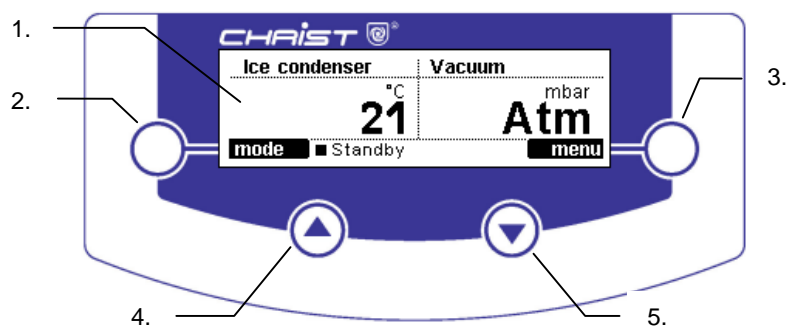 CHRIST ®
1.
Ice condenser Vacuum
3.
2.
°C mbar
21 Atm
mode ■ Standby menu
4. 5.